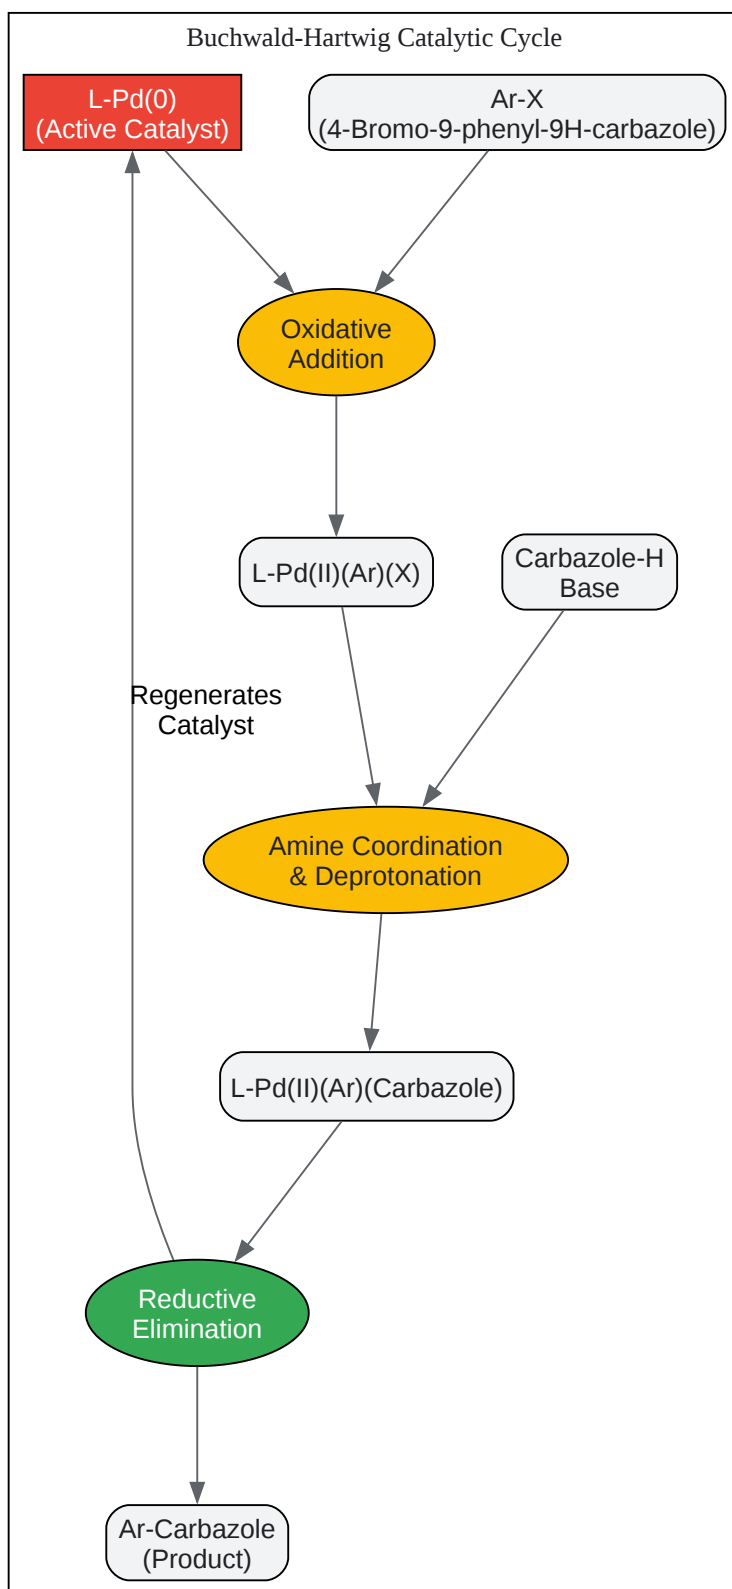 Buchwald-Hartwig Catalytic Cycle
L-Pd(0)
(Active Catalyst)
Ar-X
(4-Bromo-9-phenyl-9H-carbazole)
Oxidative
Addition
L-Pd(II)(Ar)(X)
Carbazole-H
Base
Regenerates
Catalyst
Amine Coordination
& Deprotonation
L-Pd(II)(Ar)(Carbazole)
Reductive
Elimination
Ar-Carbazole
(Product)